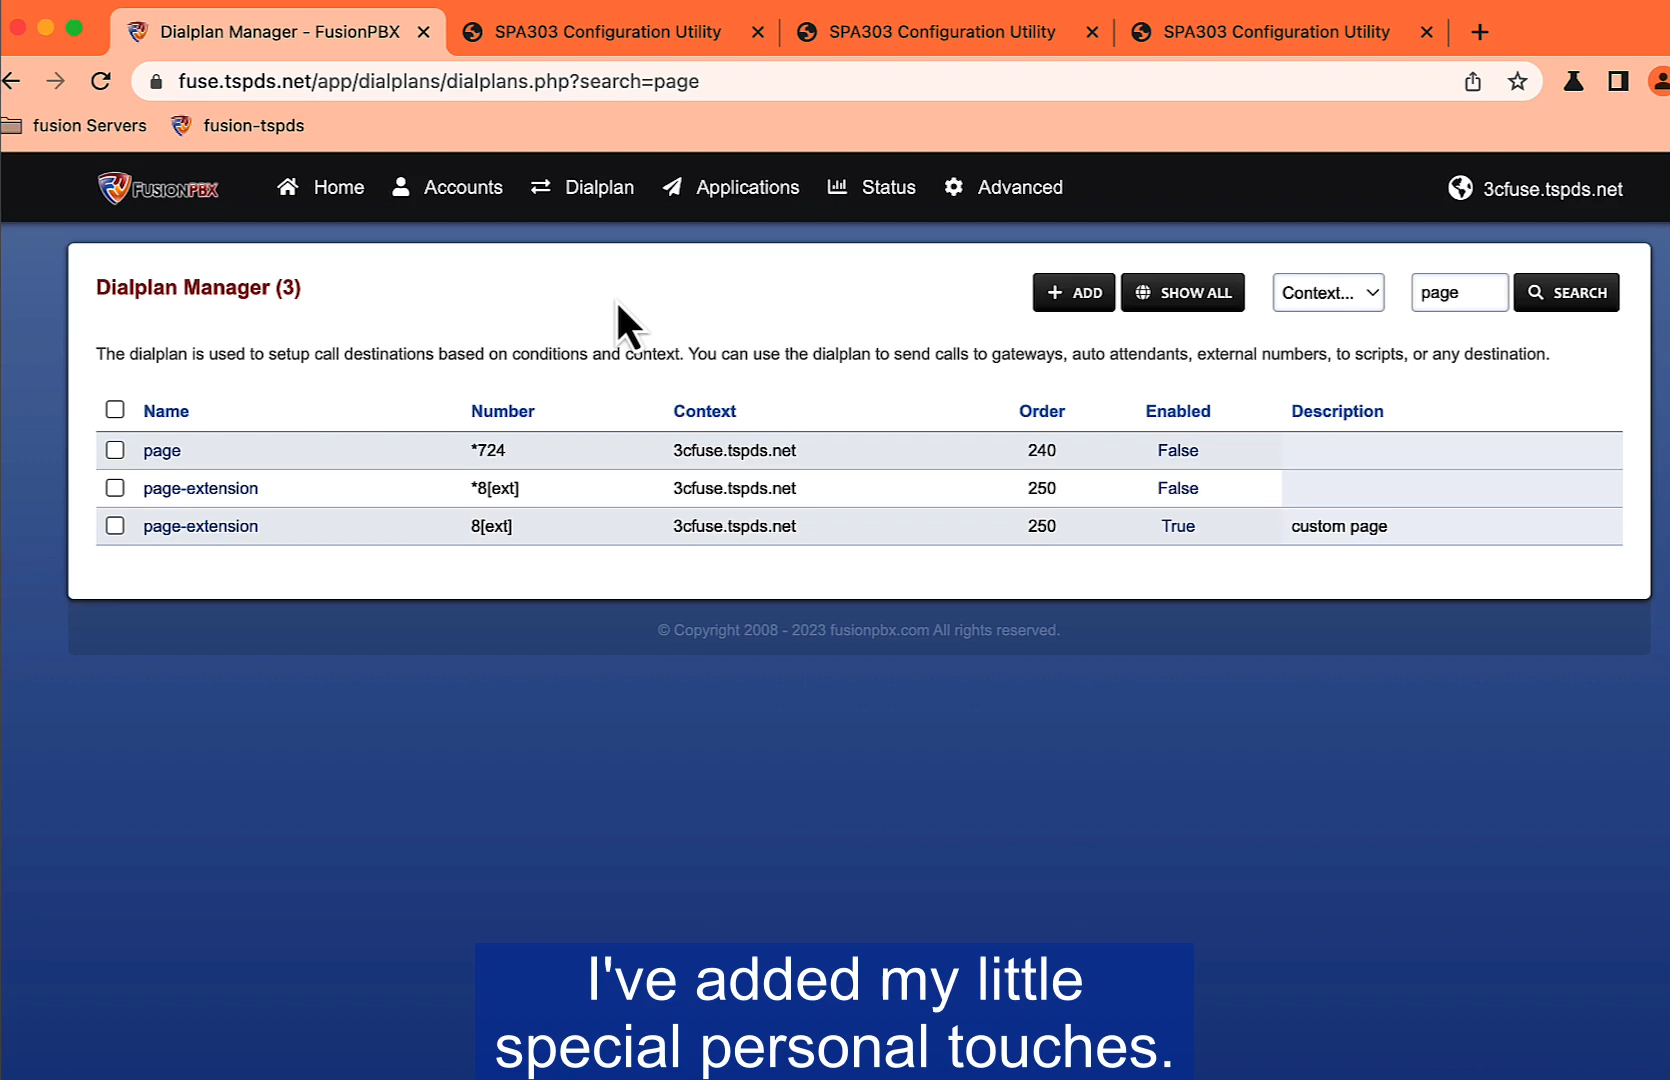 Dialplan Manager - FusionPBX
SPA303 Configuration Utility
SPA303 Configuration Utility
SPA303 Configuration Utility
fuse.tspds.net/app/dialplans/dialplans.php?search=page
fusion Servers fusion-tspds
FUSIONPBX Home Accounts Dialplan Applications Status Advanced 3cfuse.tspds.net
Dialplan Manager (3) ADD SHOW ALL Context... page SEARCH
The dialplan is used to setup call destinations based on conditions and context. You can use the dialplan to send calls to gateways, auto attendants, external numbers, to scripts, or any destination.
Name Number Context Order Enabled Description
page *724 3cfuse.tspds.net 240 False
page-extension *8[ext] 3cfuse.tspds.net 250 False
page-extension 8[ext] 3cfuse.tspds.net 250 True custom page
© Copyright 2008 - 2023 fusionpbx.com All rights reserved.
I've added my little
special personal touches.